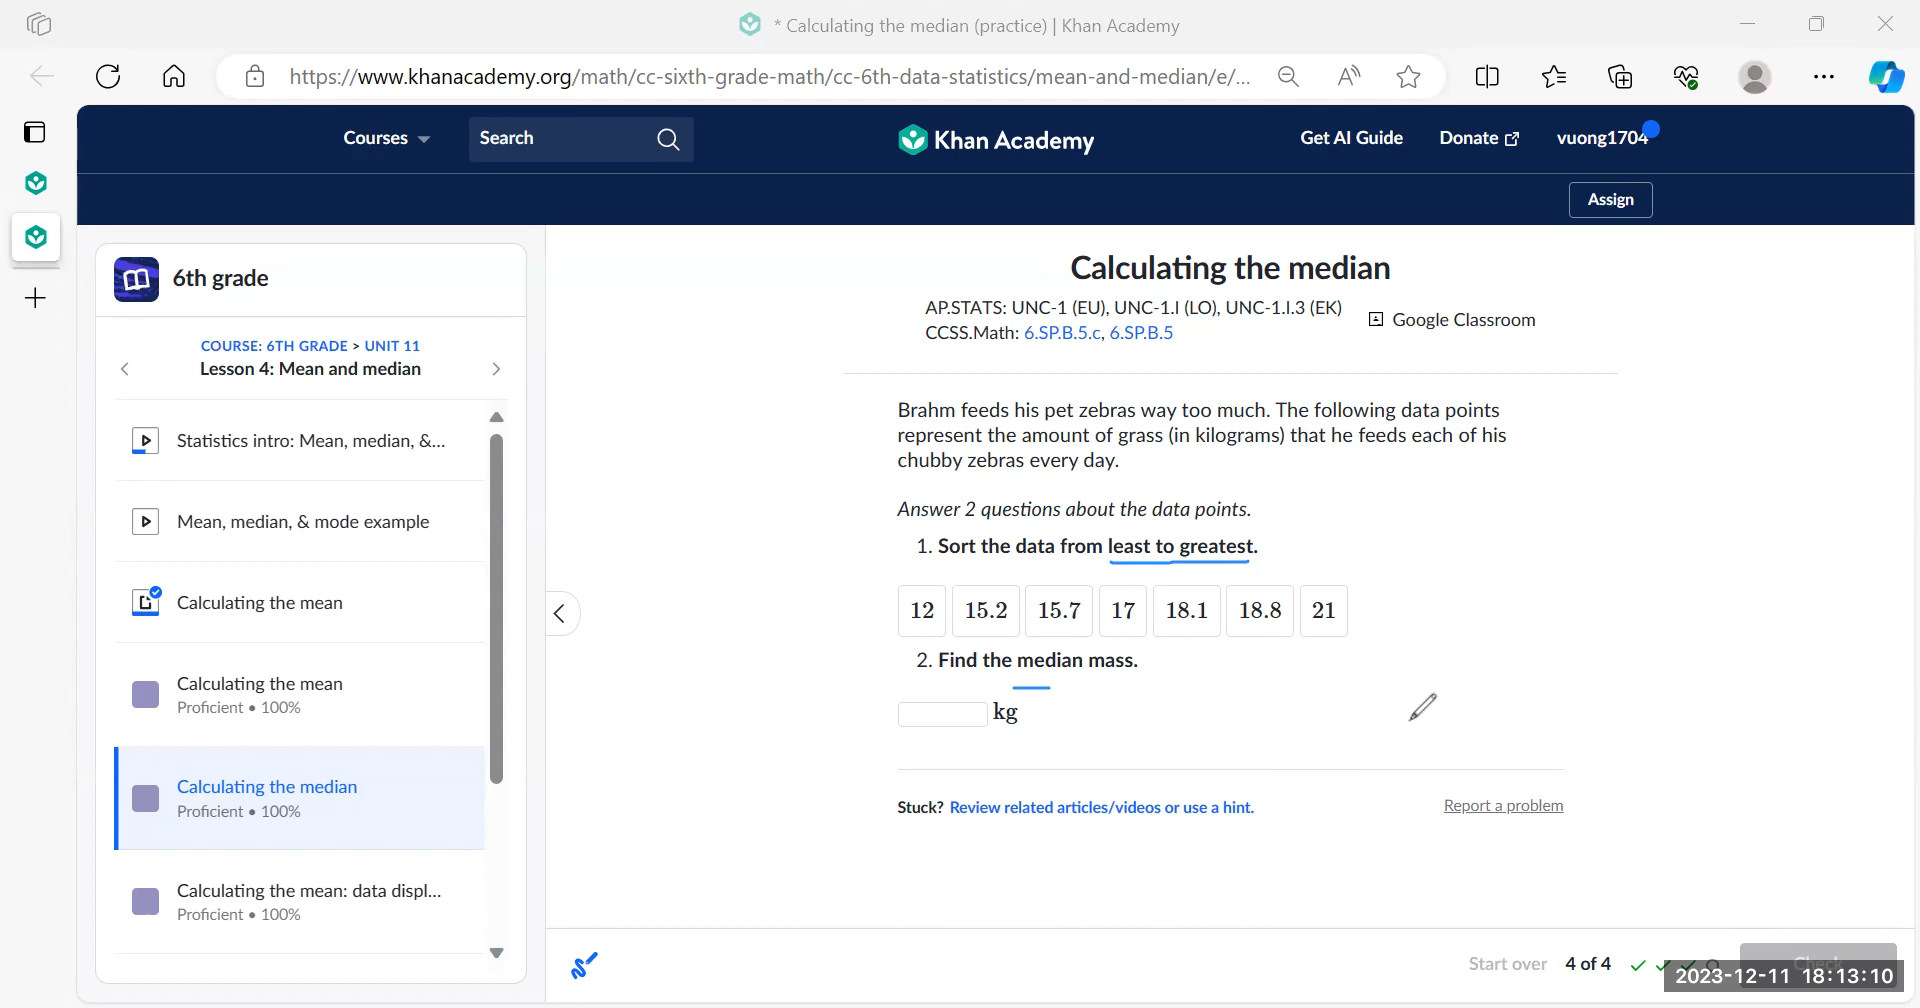 * Calculating the median (practice) | Khan Academy
https://www.khanacademy.org/math/cc-sixth-grade-math/cc-6th-data-statistics/mean-and-median/e/...
Courses
Search
Khan Academy
Get AI Guide
Donate
vuong1704
Assign
6th grade
COURSE: 6TH GRADE > UNIT 11
Lesson 4: Mean and median
Statistics intro: Mean, median, &...
Mean, median, & mode example
Calculating the mean
Calculating the mean
Proficient • 100%
Calculating the median
Proficient • 100%
Calculating the mean: data displ...
Proficient • 100%
Calculating the median
AP.STATS: UNC-1 (EU), UNC-1.I (LO), UNC-1.I.3 (EK)
CCSS.Math: 6.SP.B.5.c, 6.SP.B.5
Google Classroom
Brahm feeds his pet zebras way too much. The following data points
represent the amount of grass (in kilograms) that he feeds each of his
chubby zebras every day.
Answer 2 questions about the data points.
1. Sort the data from least to greatest.
12 15.2 15.7 17 18.1 18.8 21
2. Find the median mass.
kg
Stuck? Review related articles/videos or use a hint.
Report a problem
Start over
4 of 4
Check
2023-12-11 18:13:10